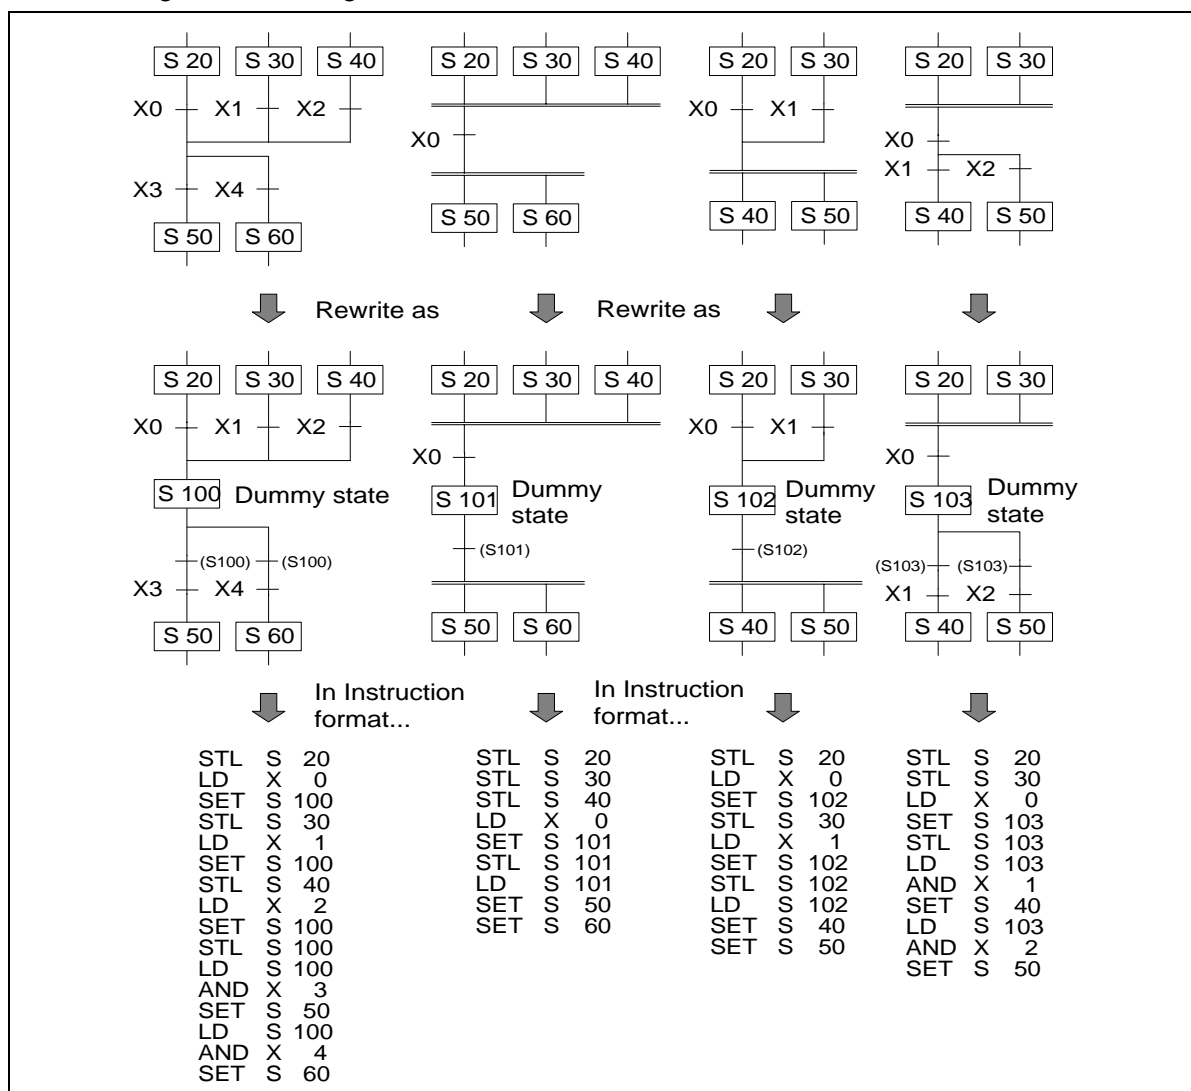 S 20 S 30 S 40 S 20 S 30 S 40 S 20 S 30 S 20 S 30
X0 X1 X2 X0 X1
X0 X0
X3 X4 X1 X2
S 50 S 60 S 50 S 60 S 40 S 50 S 40 S 50
Rewrite as Rewrite as
S 20 S 30 S 40 S 20 S 30 S 40 S 20 S 30 S 20 S 30
X0 X1 X2 X0 X1
X0 X0
S 100 Dummy state S 101 Dummy state S 102 Dummy state S 103 Dummy state
(S100) (S100) (S101) (S102) (S103) (S103)
X3 X4 X1 X2
S 50 S 60 S 50 S 60 S 40 S 50 S 40 S 50
In Instruction
format...
In Instruction
format...
STL S 20
LD X 0
SET S 100
STL S 30
LD X 1
SET S 100
STL S 40
LD X 2
SET S 100
STL S 100
LD S 100
AND X 3
SET S 50
LD S 100
AND X 4
SET S 60
STL S 20
STL S 30
STL S 40
LD X 0
SET S 101
STL S 101
LD S 101
SET S 50
SET S 60
STL S 20
LD X 0
SET S 102
STL S 30
LD X 1
SET S 102
STL S 102
LD S 102
SET S 40
SET S 50
STL S 20
STL S 30
LD X 0
SET S 103
STL S 103
LD S 103
AND X 1
SET S 40
LD S 103
AND X 2
SET S 50